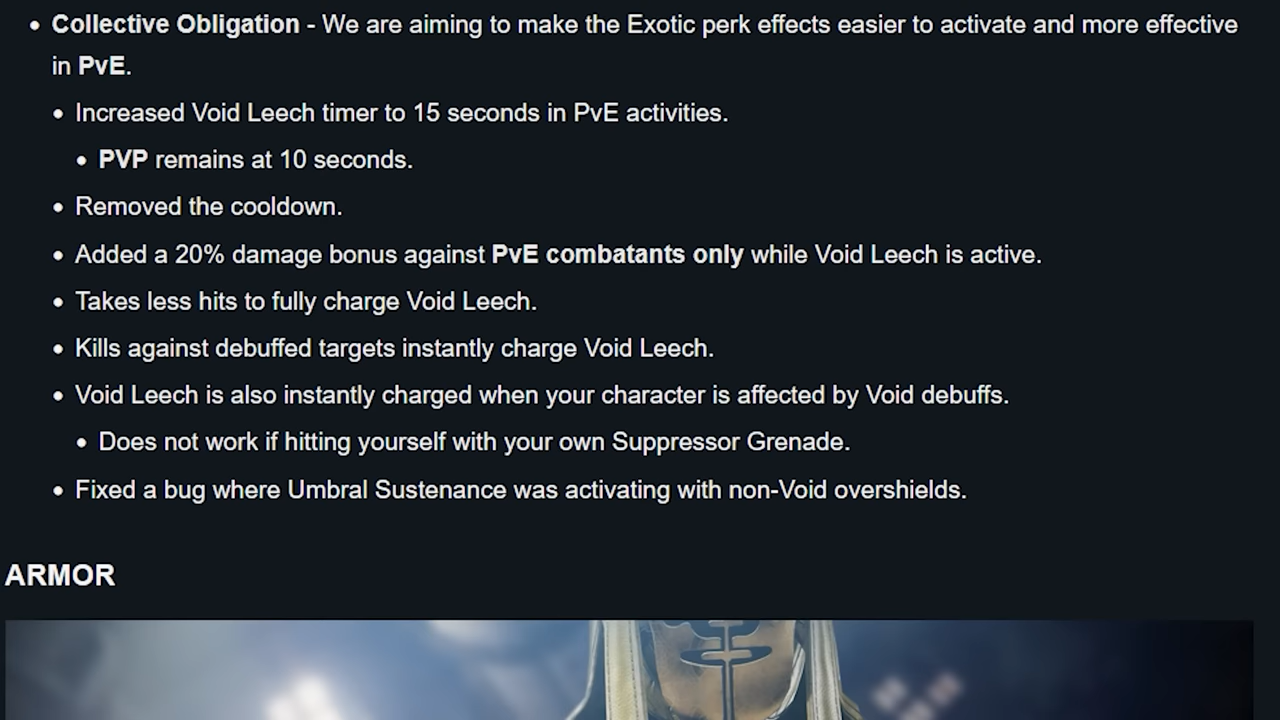 • Collective Obligation - We are aiming to make the Exotic perk effects easier to activate and more effective
in PvE.
• Increased Void Leech timer to 15 seconds in PvE activities.
• PVP remains at 10 seconds.
• Removed the cooldown.
• Added a 20% damage bonus against PvE combatants only while Void Leech is active.
• Takes less hits to fully charge Void Leech.
• Kills against debuffed targets instantly charge Void Leech.
• Void Leech is also instantly charged when your character is affected by Void debuffs.
• Does not work if hitting yourself with your own Suppressor Grenade.
• Fixed a bug where Umbral Sustenance was activating with non-Void overshields.
ARMOR